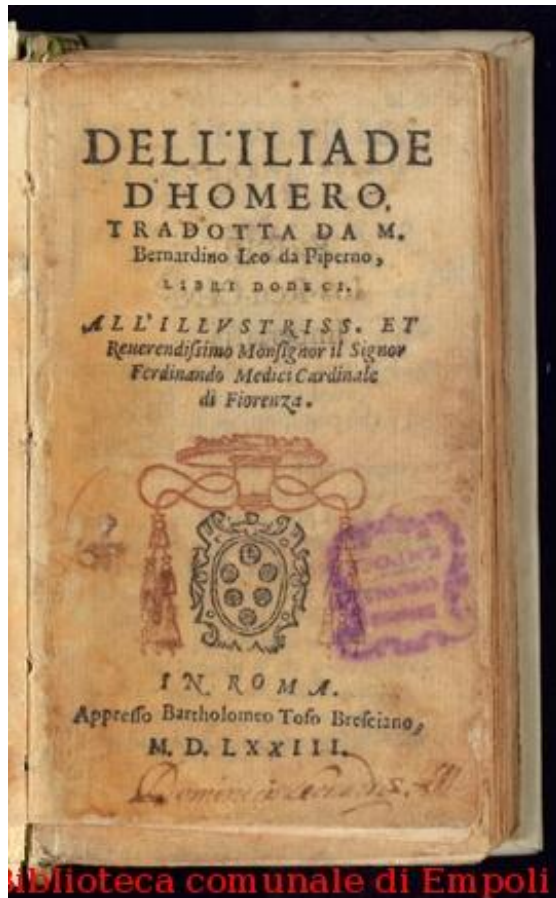 DELL'ILIADE
D'HOMERO,
TRADOTTA DA M.
Bernardino Leo da Piperno,
LIBRI DODECI.
ALL'ILLVSTRISS. ET
Reuerendiſsimo Monſignor il Signor
Ferdinando Medici Cardinale
di Fiorenza.
IN ROMA.
Appreſſo Bartholomeo Toſo Breſciano,
M. D. LXXIII.
Biblioteca comunale di Empoli